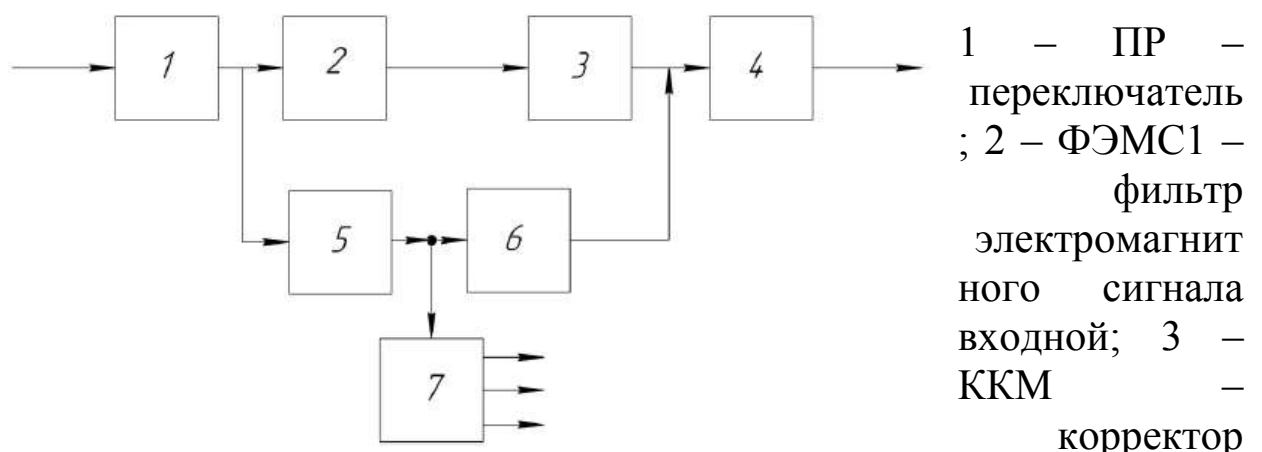 1 2 3 4
5 6
7
1 – ПР –
переключатель
; 2 – ФЭМС1 –
фильтр
электромагнит
ного сигнала
входной; 3 –
ККМ –
корректор